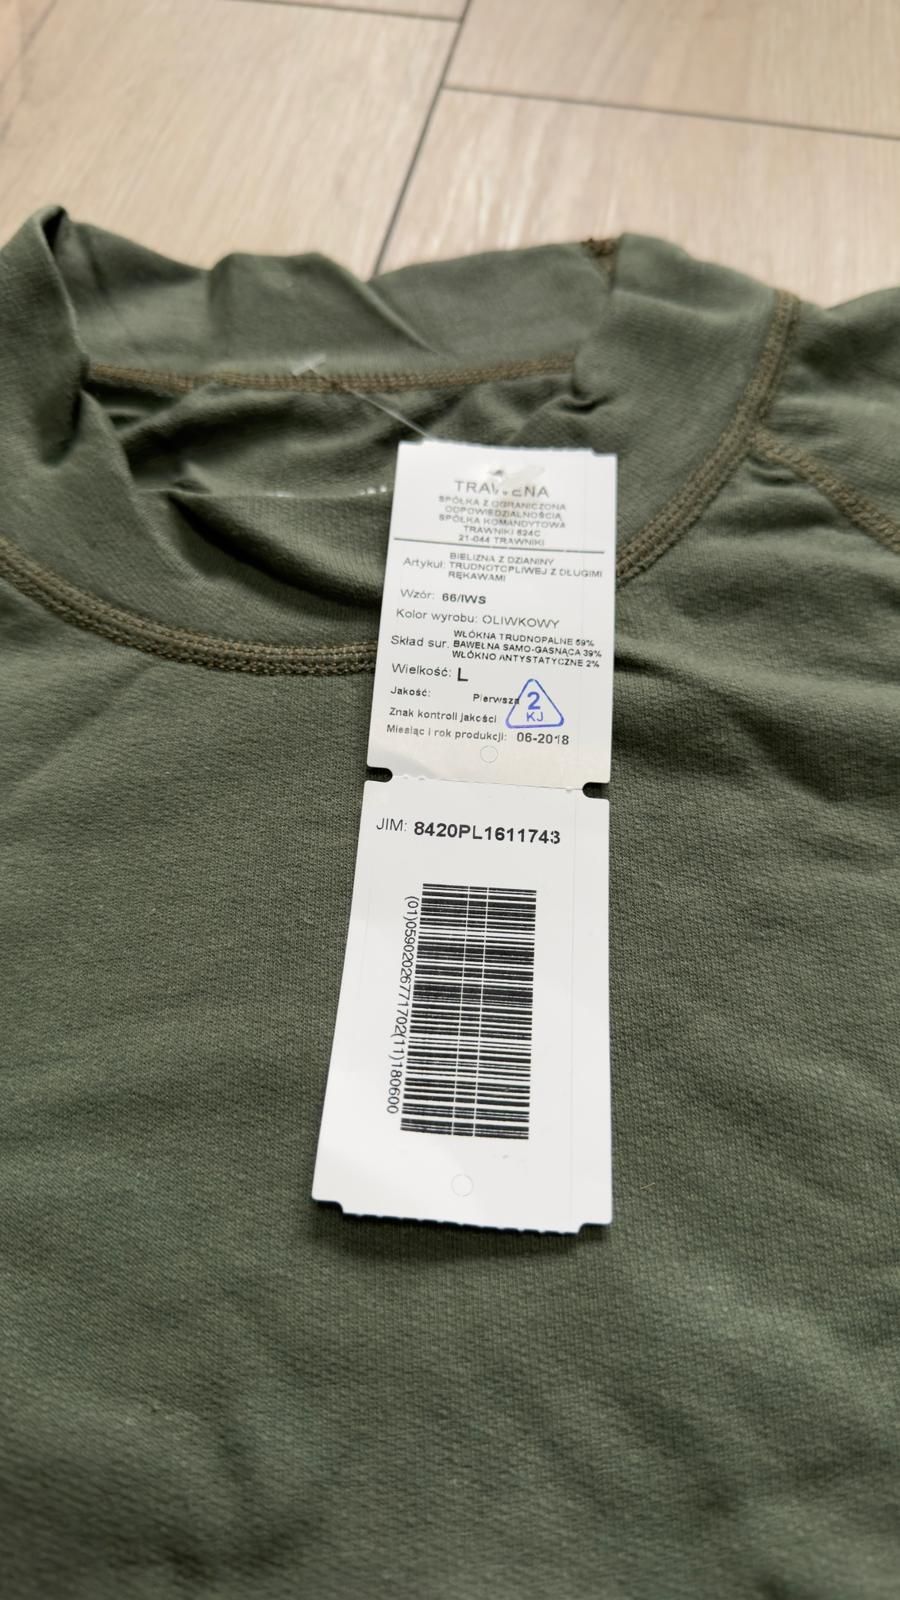 TRAWENA
SPÓŁKA Z OGRANICZONĄ
ODPOWIEDZIALNOŚCIĄ
SPÓŁKA KOMANDYTOWA
TRAWNIKI 624C
21-044 TRAWNIKI
BIELIZNA Z DZIANINY
Artykuł: TRUDNOTOPLIWEJ Z DŁUGIMI
RĘKAWAMI
Wzór: 66/IWS
Kolor wyrobu: OLIWKOWY
WŁÓKNA TRUDNOPALNE 59%
Skład sur. BAWEŁNA SAMO-GASNĄCA 39%
WŁÓKNO ANTYSTATYCZNE 2%
Wielkość: L
Jakość: Pierwsza
2
KJ
Znak kontroli jakości
Miesiąc i rok produkcji: 06-2018
JIM: 8420PL1611743
(01)05902026771702(11)180600